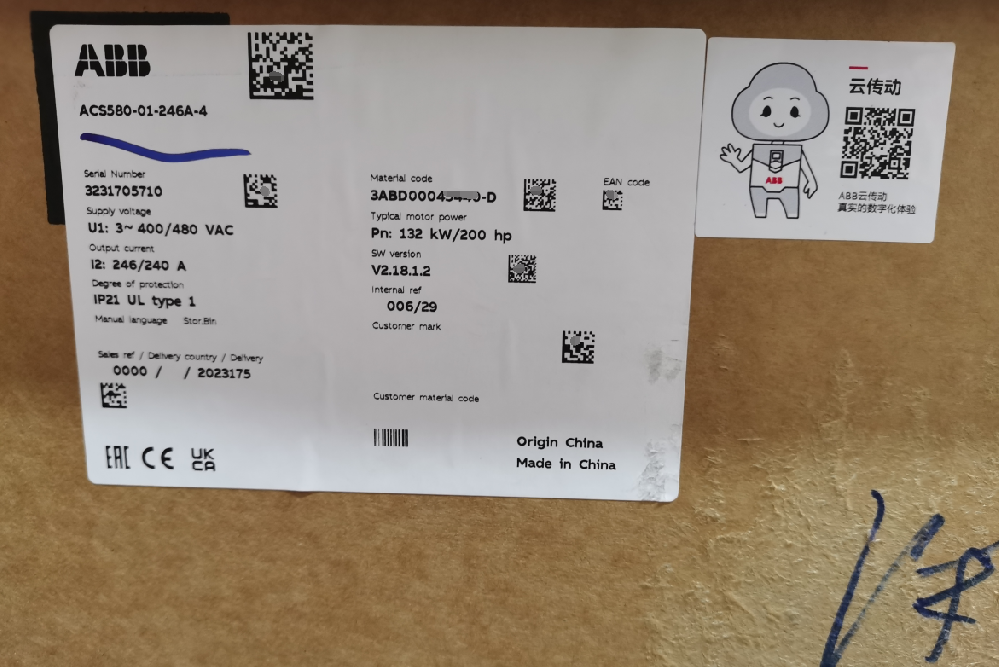 ABB
ACS580-01-246A-4
Serial Number
3231705710
Supply voltage
U1: 3~ 400/480 VAC
Output current
I2: 246/240 A
Degree of protection
IP21 UL type 1
Manual language Stor.Bin
Sales ref / Delivery country / Delivery
0000 / / 2023175
EAC CE UK CA
Material code
Typical motor power
Pn: 132 kW/200 hp
SW version
V2.18.1.2
Internal ref
006/29
Customer mark
Customer material code
EAN code
Origin China
Made in China
云传动
ABB
ABB云传动
真实的数字化体验